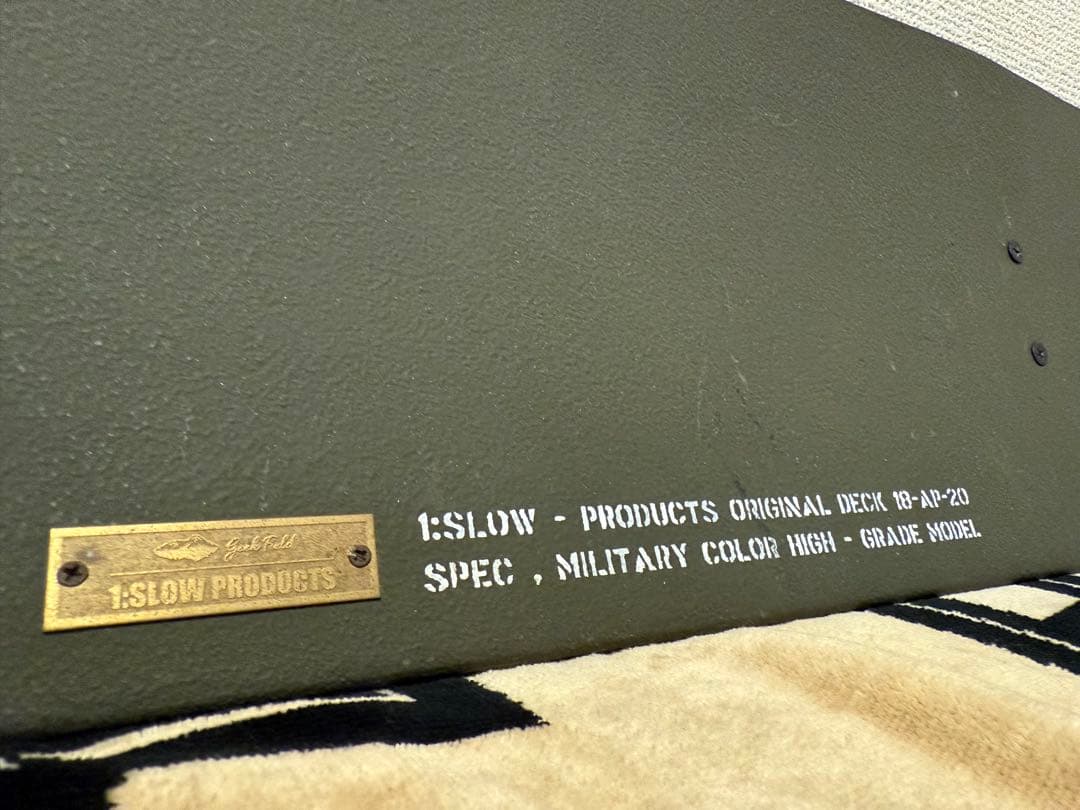 Geek Field
1:SLOW PRODUCTS
1:SLOW - PRODUCTS ORIGINAL DECK 18-AP-20
SPEC , MILITARY COLOR HIGH - GRADE MODEL